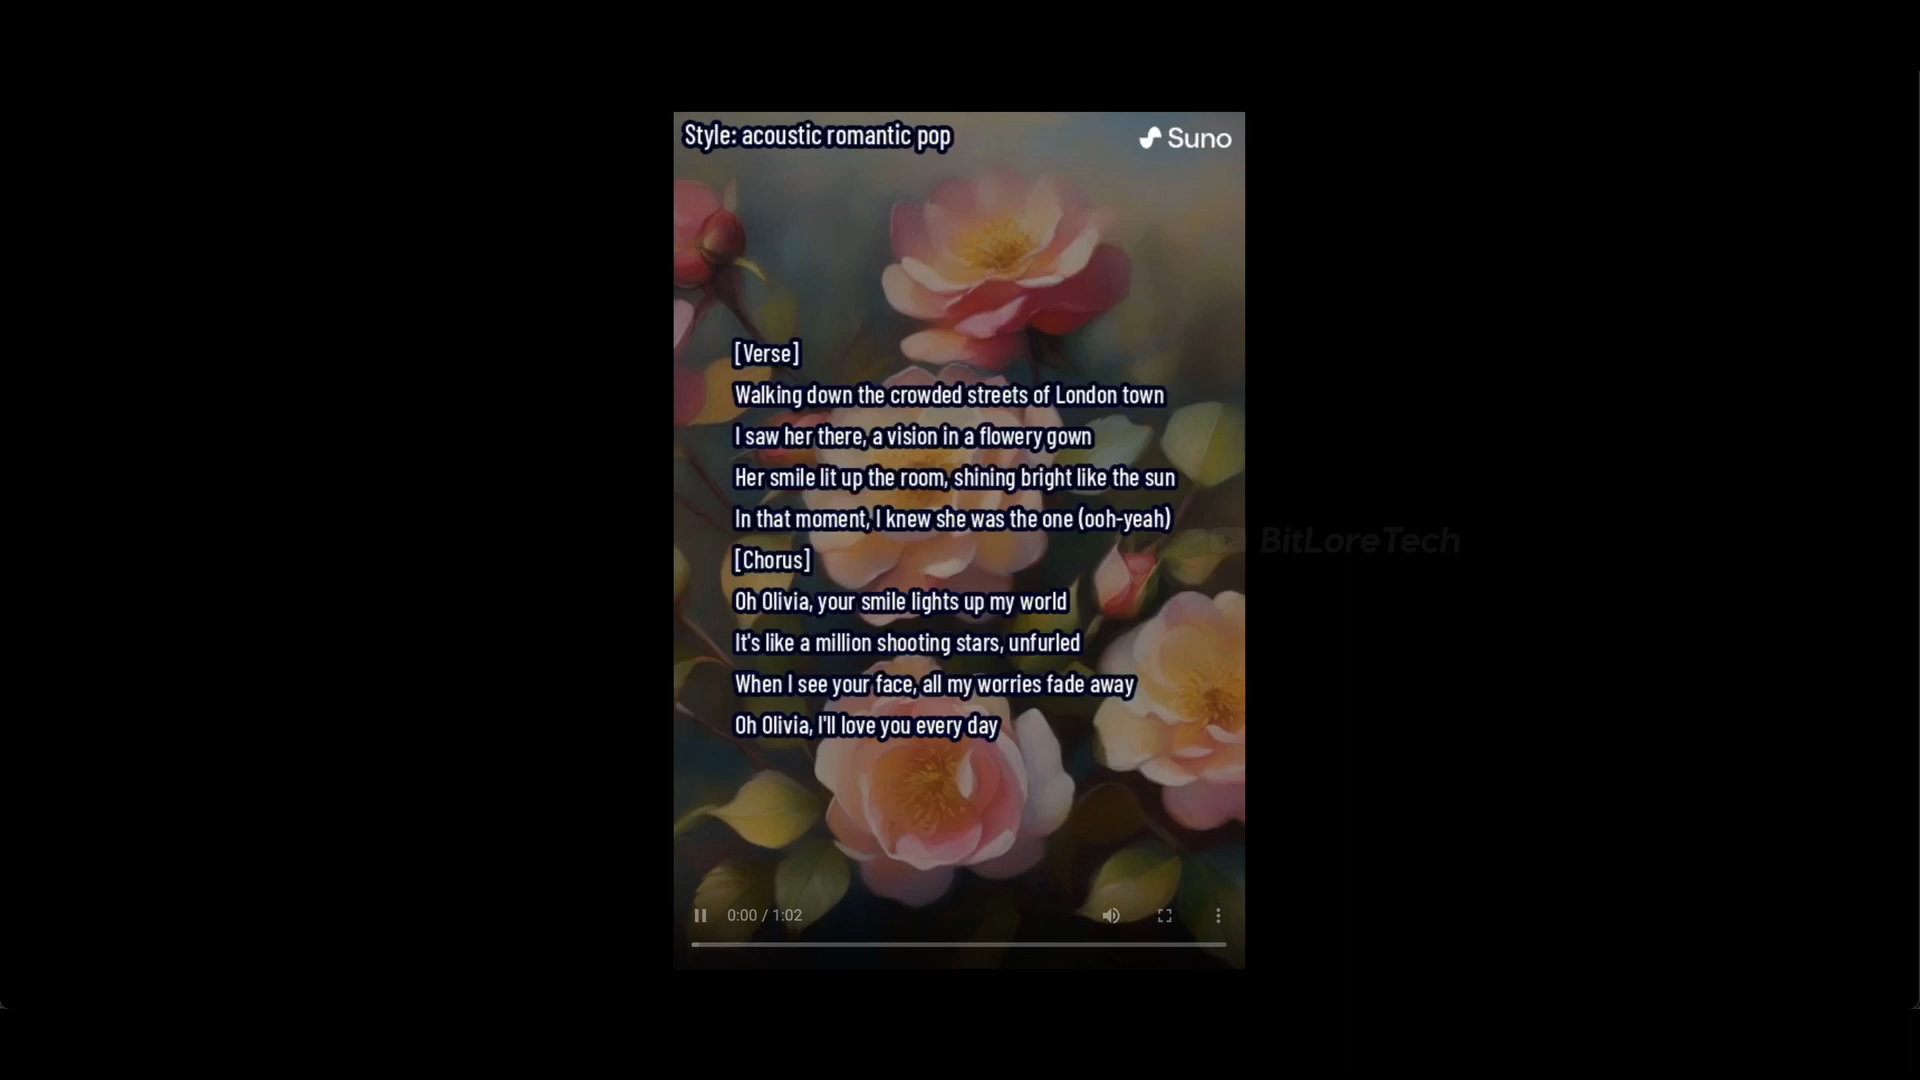 Style: acoustic romantic pop
Suno
[Verse]
Walking down the crowded streets of London town
I saw her there, a vision in a flowery gown
Her smile lit up the room, shining bright like the sun
In that moment, I knew she was the one (ooh-yeah)
BitLoreTech
[Chorus]
Oh Olivia, your smile lights up my world
It's like a million shooting stars, unfurled
When I see your face, all my worries fade away
Oh Olivia, I'll love you every day
0:00 / 1:02